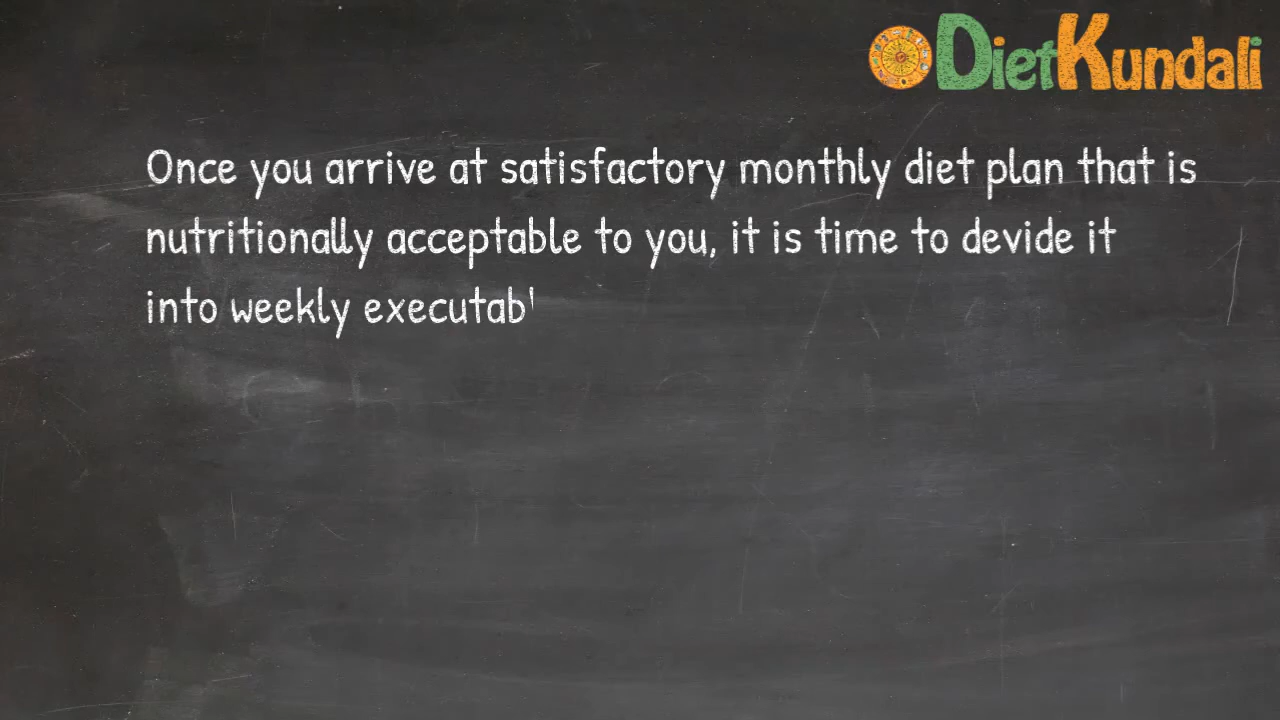 DietKundali
Once you arrive at satisfactory monthly diet plan that is
nutritionally acceptable to you, it is time to devide it
into weekly executab